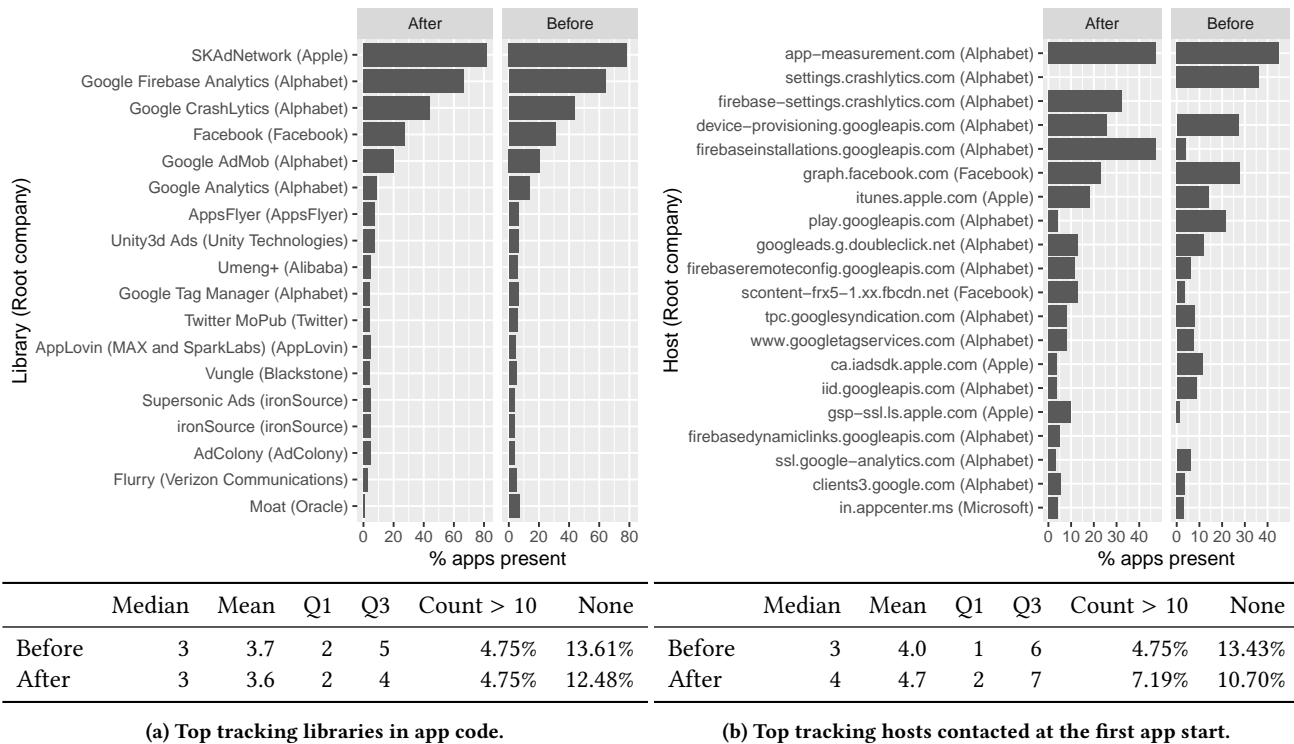 After Before
SKAdNetwork (Apple)
Google Firebase Analytics (Alphabet)
Google CrashLytics (Alphabet)
Facebook (Facebook)
Google AdMob (Alphabet)
Google Analytics (Alphabet)
AppsFlyer (AppsFlyer)
Unity3d Ads (Unity Technologies)
Umeng+ (Alibaba)
Google Tag Manager (Alphabet)
Twitter MoPub (Twitter)
AppLovin (MAX and SparkLabs) (AppLovin)
Vungle (Blackstone)
Supersonic Ads (ironSource)
ironSource (ironSource)
AdColony (AdColony)
Flurry (Verizon Communications)
Moat (Oracle)
0 20 40 60 80 0 20 40 60 80
% apps present
Library (Root company)
Median Mean Q1 Q3 Count > 10 None
Before 3 3.7 2 5 4.75% 13.61%
After 3 3.6 2 4 4.75% 12.48%
(a) Top tracking libraries in app code.
After Before
app−measurement.com (Alphabet)
settings.crashlytics.com (Alphabet)
firebase−settings.crashlytics.com (Alphabet)
device−provisioning.googleapis.com (Alphabet)
firebaseinstallations.googleapis.com (Alphabet)
graph.facebook.com (Facebook)
itunes.apple.com (Apple)
play.googleapis.com (Alphabet)
googleads.g.doubleclick.net (Alphabet)
firebaseremoteconfig.googleapis.com (Alphabet)
scontent−frx5−1.xx.fbcdn.net (Facebook)
tpc.googlesyndication.com (Alphabet)
www.googletagservices.com (Alphabet)
ca.iadsdk.apple.com (Apple)
iid.googleapis.com (Alphabet)
gsp−ssl.ls.apple.com (Apple)
firebasedynamiclinks.googleapis.com (Alphabet)
ssl.google−analytics.com (Alphabet)
clients3.google.com (Alphabet)
in.appcenter.ms (Microsoft)
0 10 20 30 40 0 10 20 30 40
% apps present
Host (Root company)
Median Mean Q1 Q3 Count > 10 None
Before 3 4.0 1 6 4.75% 13.43%
After 4 4.7 2 7 7.19% 10.70%
(b) Top tracking hosts contacted at the first app start.